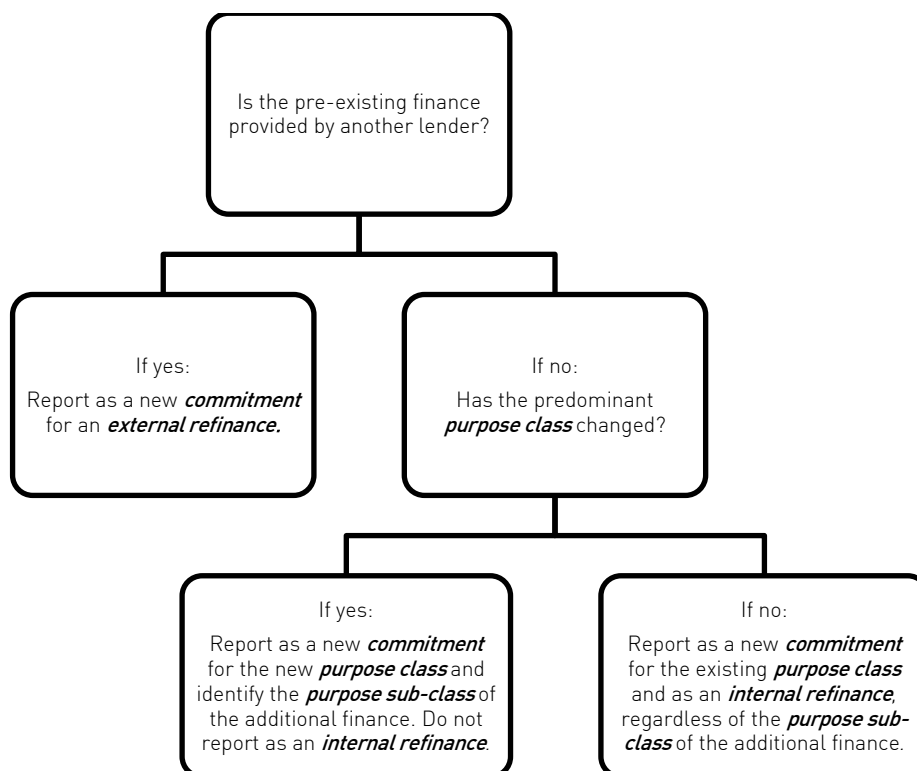 Is the pre-existing finance
provided by another lender?
If yes:
Report as a new commitment
for an external refinance.
If no:
Has the predominant
purpose class changed?
If yes:
Report as a new commitment
for the new purpose class and
identify the purpose sub-class of
the additional finance. Do not
report as an internal refinance.
If no:
Report as a new commitment
for the existing purpose class
and as an internal refinance,
regardless of the purpose sub-
class of the additional finance.